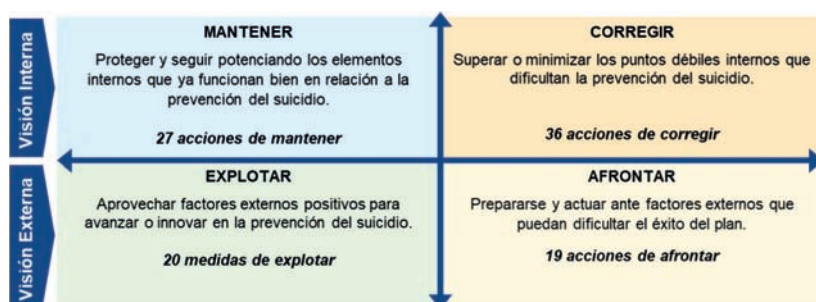 Visión Interna
MANTENER
Proteger y seguir potenciando los elementos
internos que ya funcionan bien en relación a la
prevención del suicidio.
27 acciones de mantener
CORREGIR
Superar o minimizar los puntos débiles internos que
dificultan la prevención del suicidio.
36 acciones de corregir
Visión Externa
EXPLOTAR
Aprovechar factores externos positivos para
avanzar o innovar en la prevención del suicidio.
20 medidas de explotar
AFRONTAR
Prepararse y actuar ante factores externos que
puedan dificultar el éxito del plan.
19 acciones de afrontar